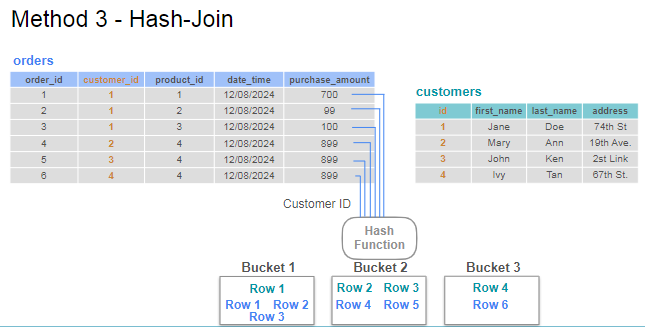 Method 3 - Hash-Join
orders
order_id customer_id product_id date_time purchase_amount
1 1 1 12/08/2024 700
2 1 2 12/08/2024 99
3 1 3 12/08/2024 100
4 2 4 12/08/2024 899
5 3 4 12/08/2024 899
6 4 4 12/08/2024 899
customers
id first_name last_name address
1 Jane Doe 74th St
2 Mary Ann 19th Ave.
3 John Ken 2st Link
4 Ivy Tan 67th St.
Customer ID
Hash
Function
Bucket 1 Bucket 2 Bucket 3
Row 1
Row 1 Row 2
Row 3
Row 2 Row 3
Row 4 Row 5
Row 4
Row 6